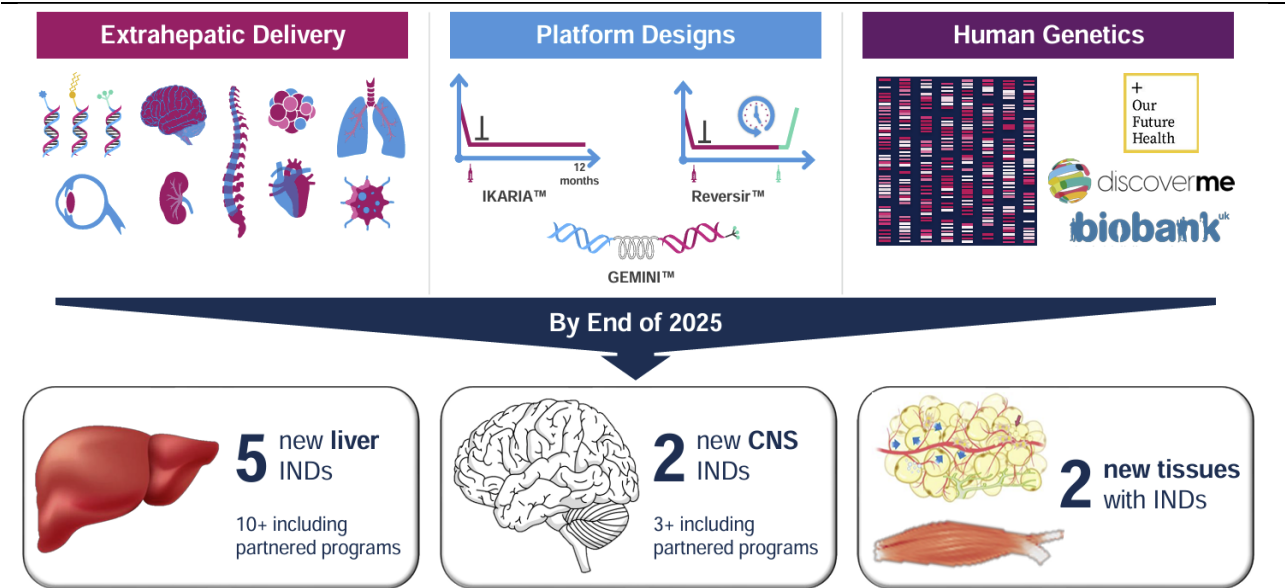 Extrahepatic Delivery
Platform Designs
Human Genetics
12
months
IKARIA™
Reversir™
GEMINI™
+
Our
Future
Health
discoverme
biobank uk
By End of 2025
5 new liver
INDs
10+ including
partnered programs
2 new CNS
INDs
3+ including
partnered programs
2 new tissues
with INDs